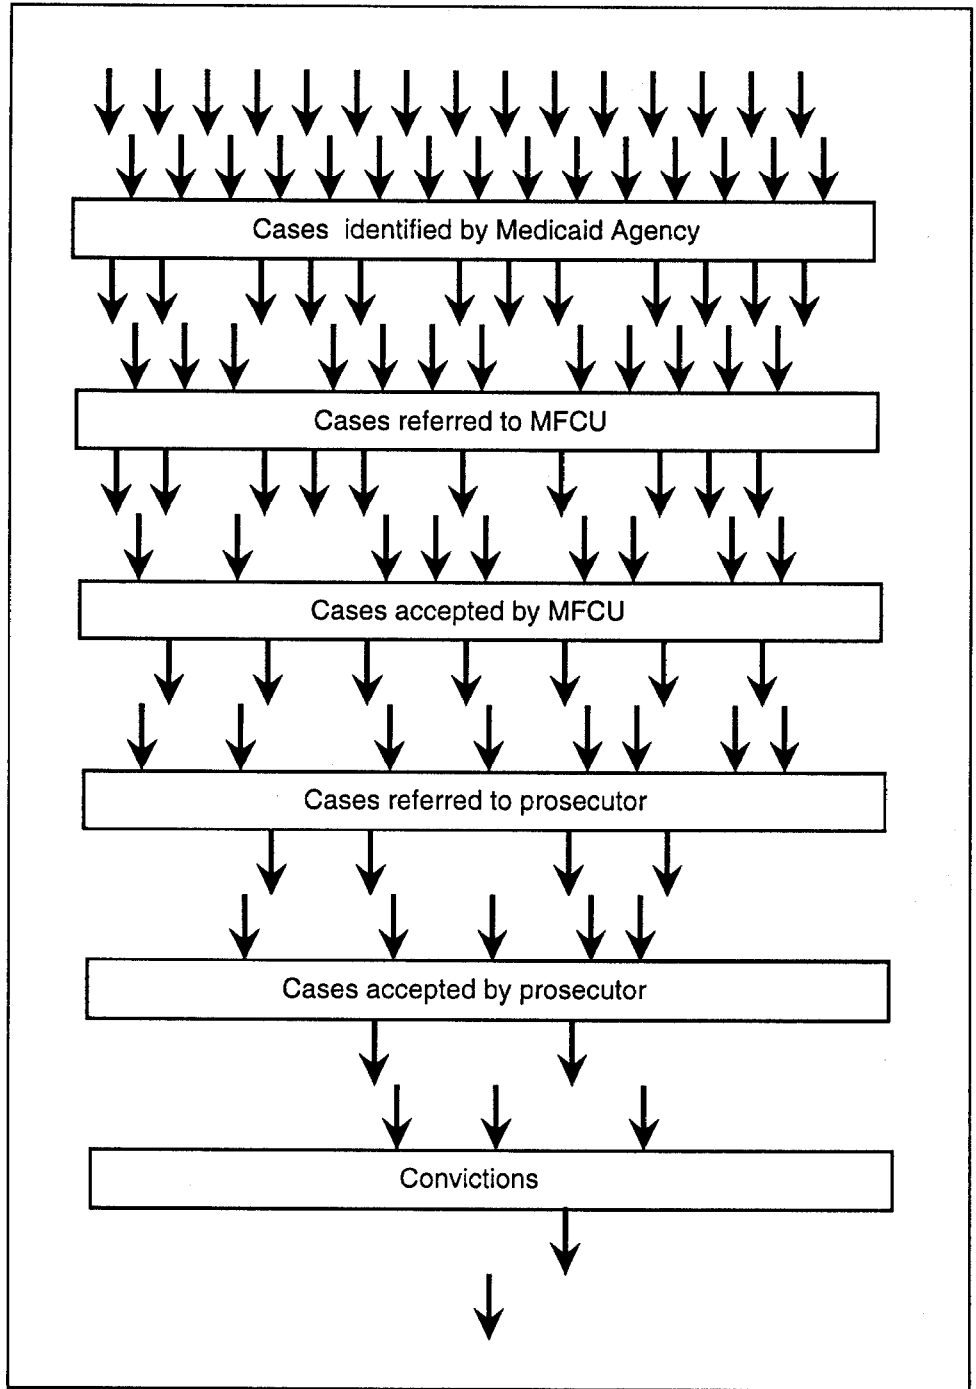 Cases identified by Medicaid Agency
Cases referred to MFCU
Cases accepted by MFCU
Cases referred to prosecutor
Cases accepted by prosecutor
Convictions